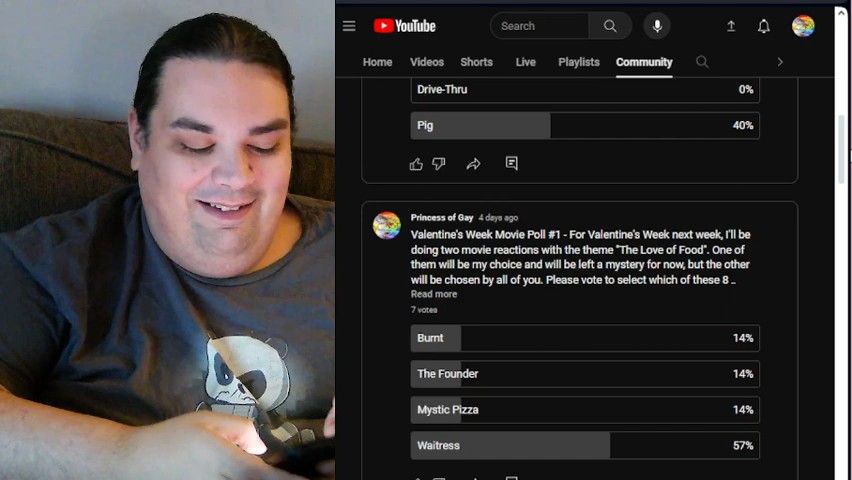 YouTube
Search
Home Videos Shorts Live Playlists Community
Drive-Thru 0%
Pig 40%
Princess of Gay 4 days ago
Valentine's Week Movie Poll #1 - For Valentine's Week next week, I'll be
doing two movie reactions with the theme "The Love of Food". One of
them will be my choice and will be left a mystery for now, but the other
will be chosen by all of you. Please vote to select which of these 8 ..
Read more
7 votes
Burnt 14%
The Founder 14%
Mystic Pizza 14%
Waitress 57%